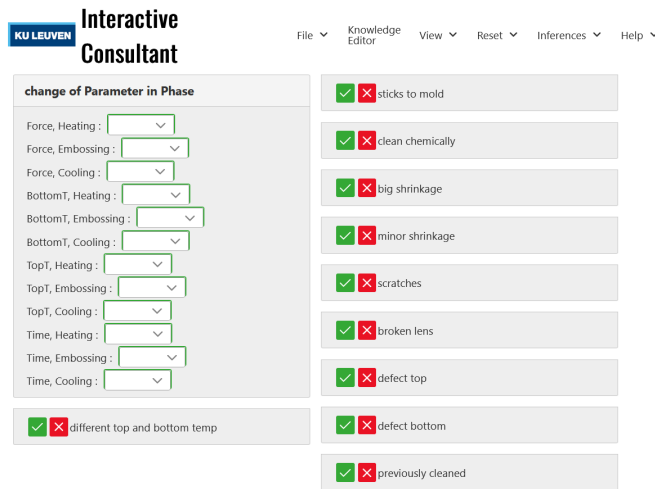 KU LEUVEN
Interactive
Consultant
File
Knowledge
Editor
View
Reset
Inferences
Help
change of Parameter in Phase
Force, Heating :
Force, Embossing :
Force, Cooling :
BottomT, Heating :
BottomT, Embossing :
BottomT, Cooling :
TopT, Heating :
TopT, Embossing :
TopT, Cooling :
Time, Heating :
Time, Embossing :
Time, Cooling :
different top and bottom temp
sticks to mold
clean chemically
big shrinkage
minor shrinkage
scratches
broken lens
defect top
defect bottom
previously cleaned